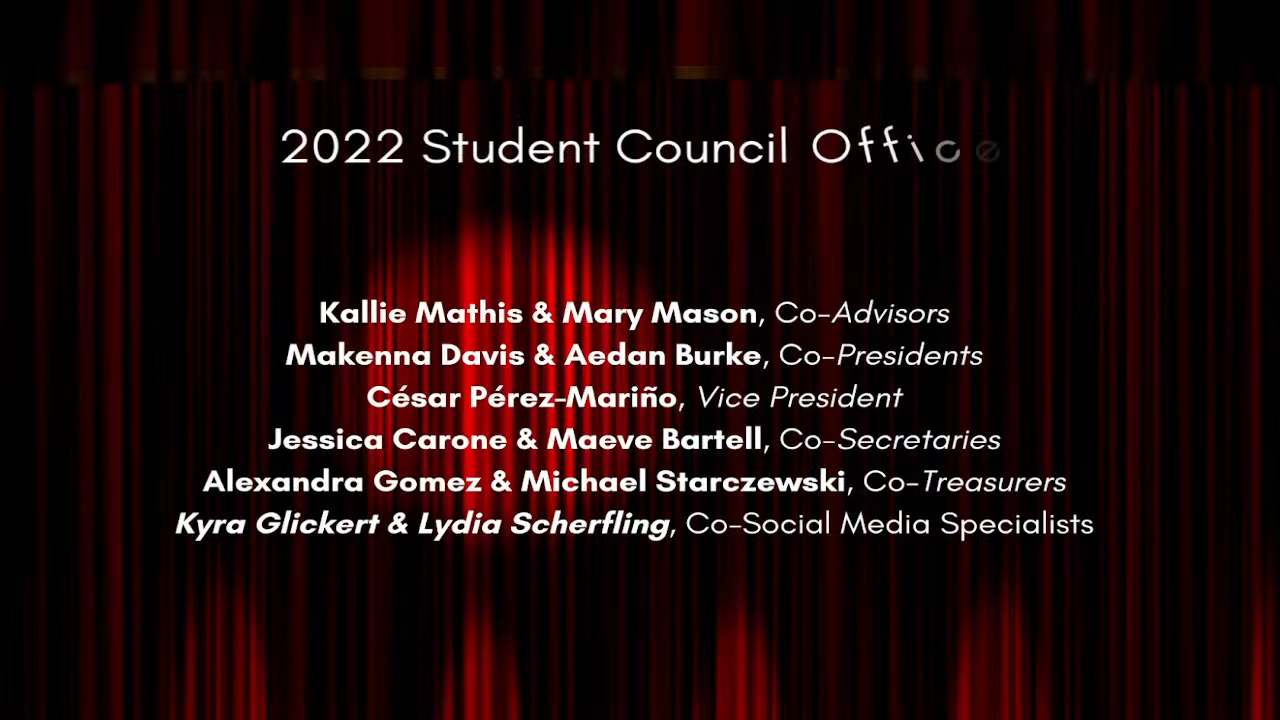 2022 Student Council Office
Kallie Mathis & Mary Mason, Co-Advisors
Makenna Davis & Aedan Burke, Co-Presidents
César Pérez-Mariño, Vice President
Jessica Carone & Maeve Bartell, Co-Secretaries
Alexandra Gomez & Michael Starczewski, Co-Treasurers
Kyra Glickert & Lydia Scherfling, Co-Social Media Specialists